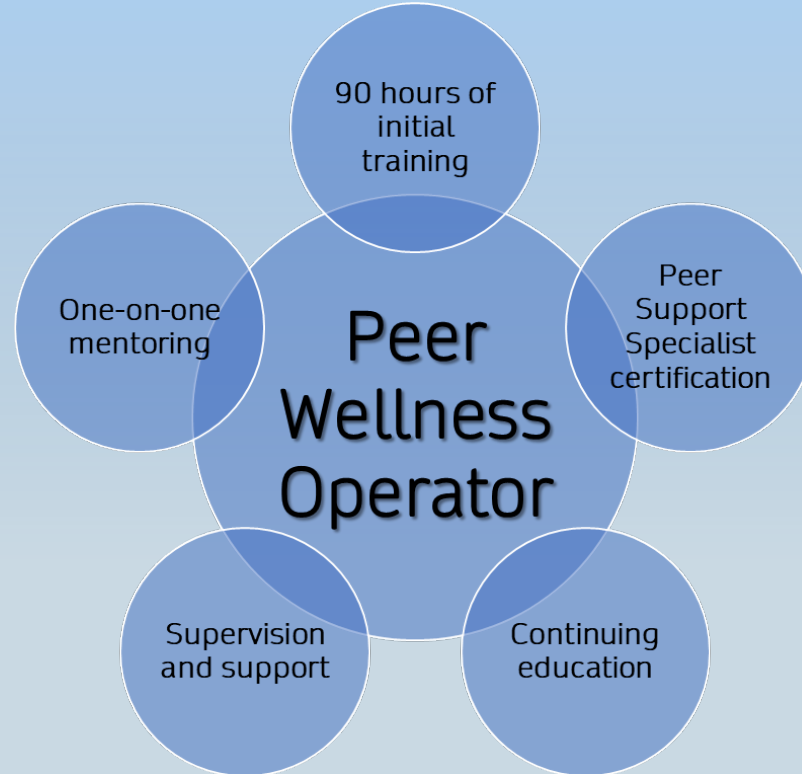 90 hours of
initial
training
Peer
Support
Specialist
certification
Continuing
education
Supervision
and support
One-on-one
mentoring
Peer
Wellness
Operator